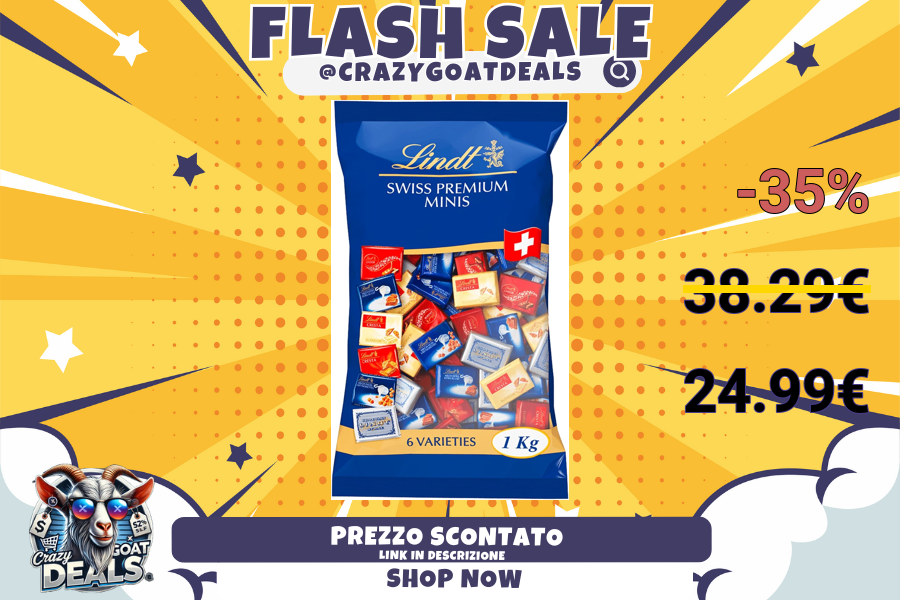 FLASH SALE
@CRAZYGOATDEALS
Lindt
SWISS PREMIUM
MINIS
-35%
38.29€
24.99€
6 VARIETIES
1 Kg
$
Crazy
GOAT
DEALS
PREZZO SCONTATO
LINK IN DESCRIZIONE
SHOP NOW